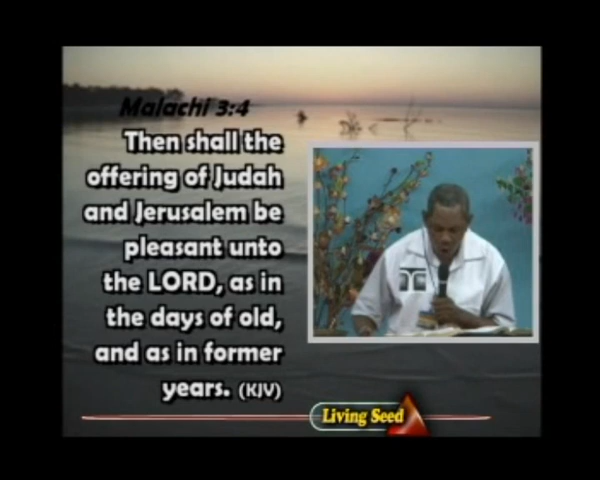 Malachi 3:4
Then shall the
offering of Judah
and Jerusalem be
pleasant unto
the LORD, as in
the days of old,
and as in former
years. (KJV)
Living Seed